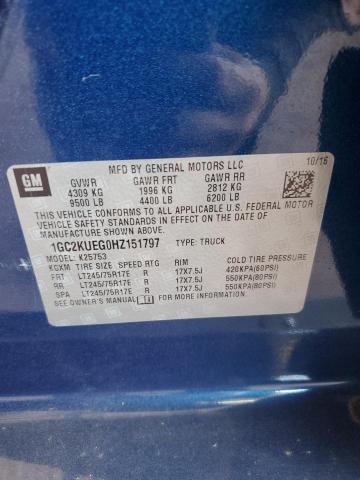 GM
MFD BY GENERAL MOTORS LLC
10/16
GVWR GAWR FRT GAWR RR
4309 KG 1996 KG 2812 KG
9500 LB 4400 LB 6200 LB
THIS VEHICLE CONFORMS TO ALL APPLICABLE U.S. FEDERAL MOTOR
VEHICLE SAFETY STANDARDS IN EFFECT ON THE DATE OF
MANUFACTURE SHOWN ABOVE.
1GC2KUEG0HZ151797 TYPE: TRUCK
MODEL: K25753
KGXM TIRE SIZE SPEED RTG RIM COLD TIRE PRESSURE
FRT LT245/75R17E R 17X7.5J 420KPA(60PSI)
RR LT245/75R17E R 17X7.5J 550KPA(80PSI)
SPA LT245/75R17E R 17X7.5J 550KPA(80PSI)
SEE OWNER'S MANUAL FOR ADDITIONAL INFORMATION.